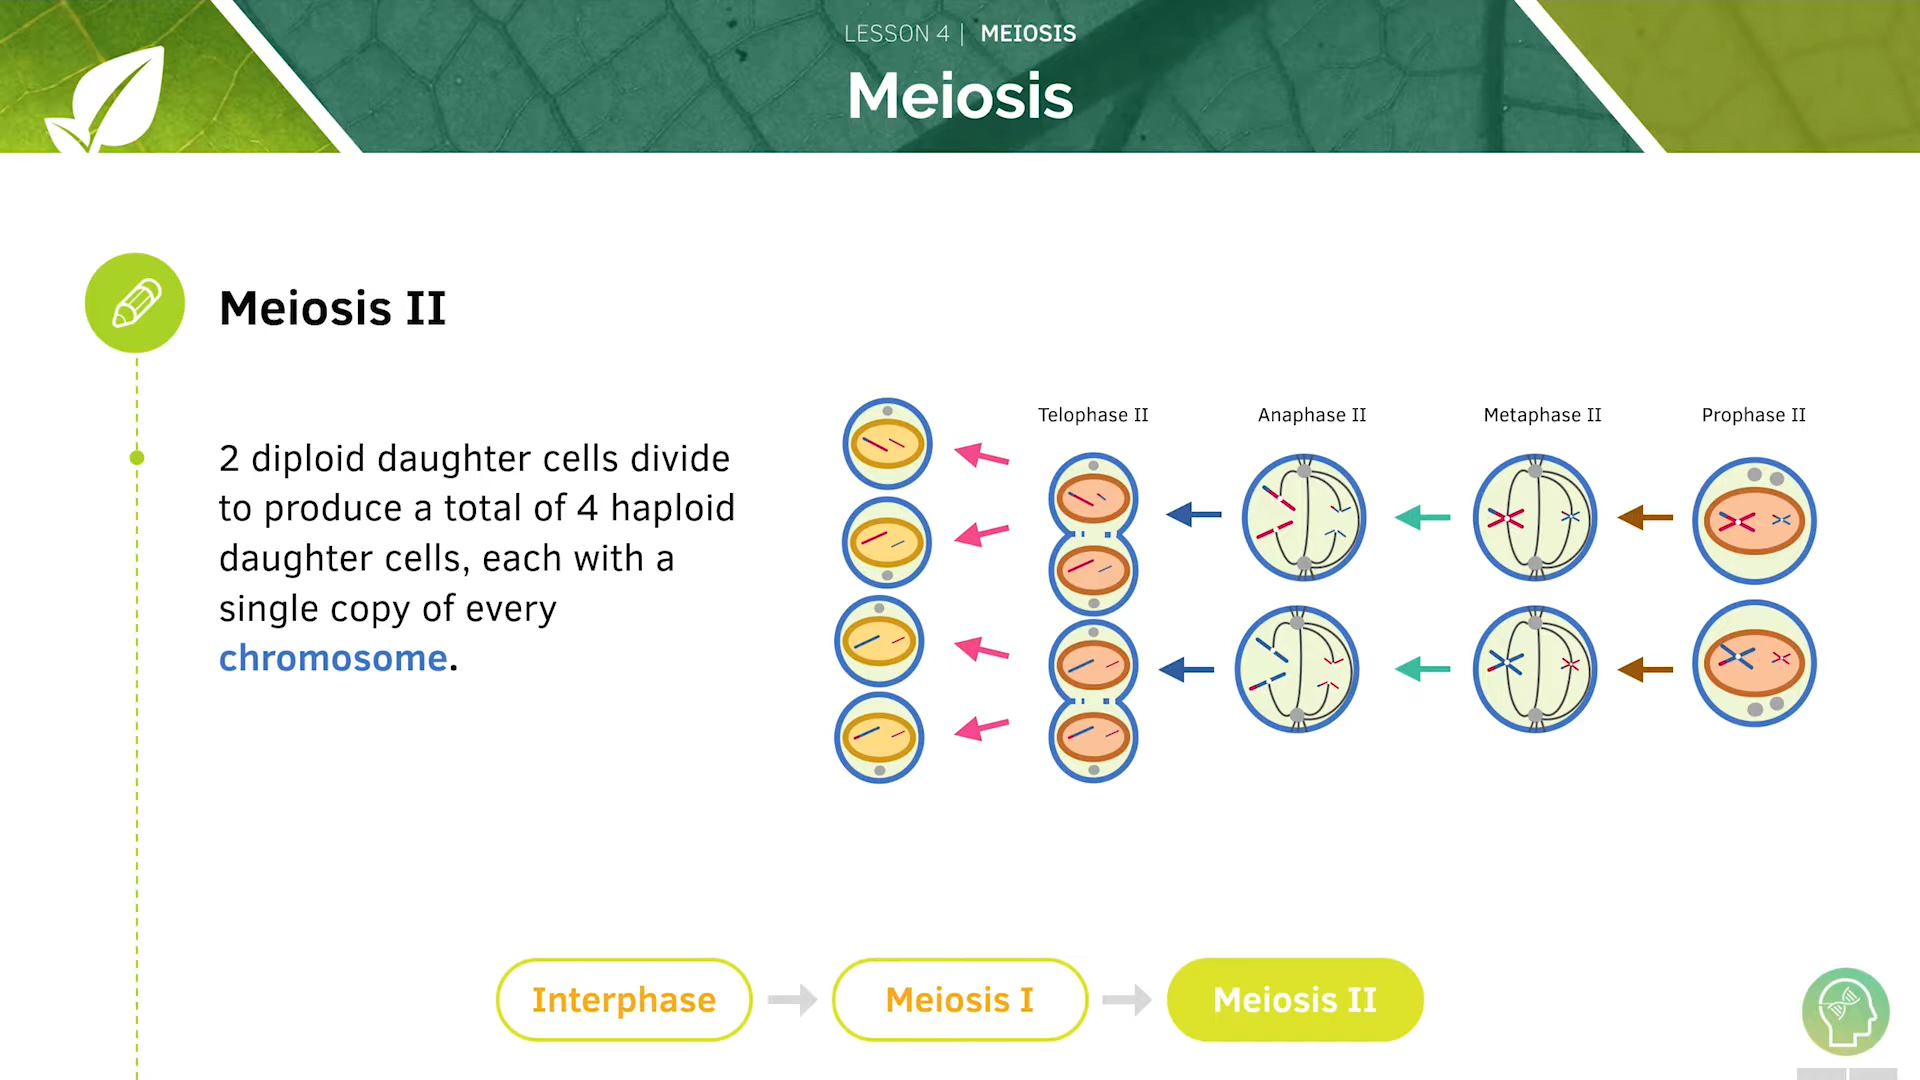 LESSON 4 | MEIOSIS
Meiosis
Meiosis II
2 diploid daughter cells divide
to produce a total of 4 haploid
daughter cells, each with a
single copy of every
chromosome.
Telophase II
Anaphase II
Metaphase II
Prophase II
Interphase
Meiosis I
Meiosis II